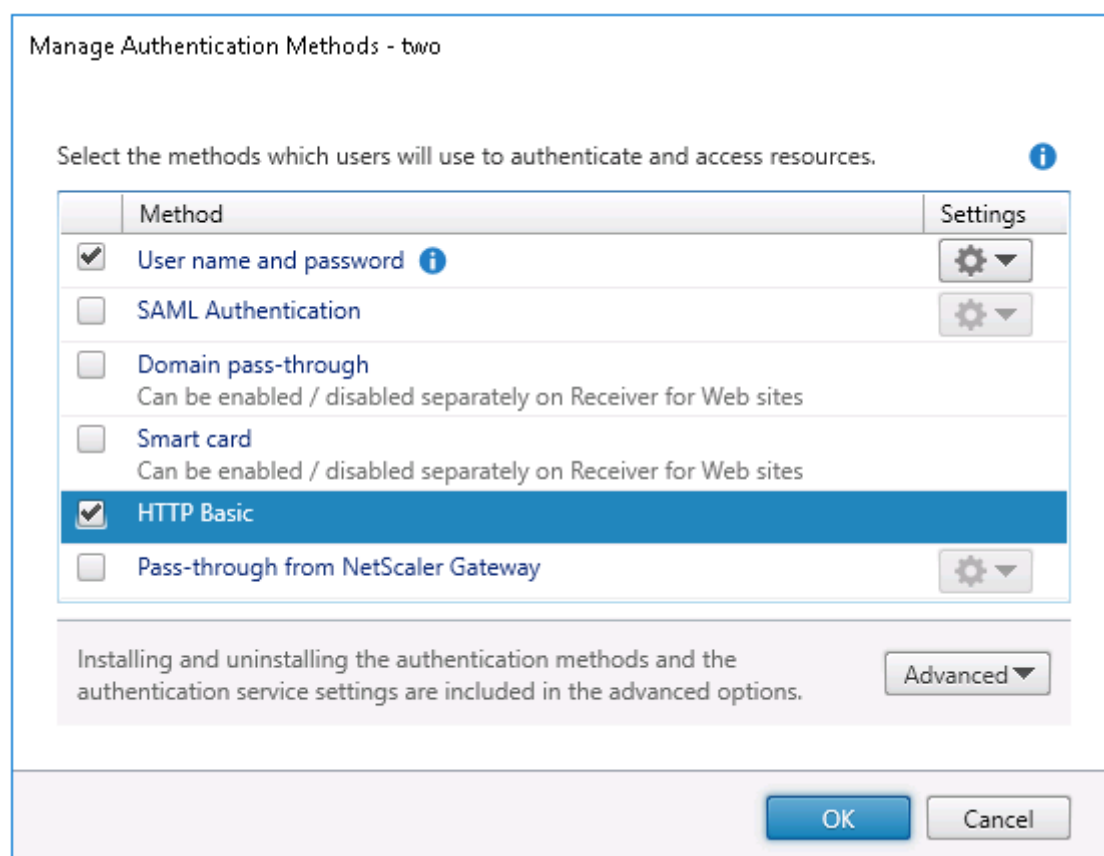 Manage Authentication Methods - two
Select the methods which users will use to authenticate and access resources.
Method Settings
User name and password
SAML Authentication
Domain pass-through
Can be enabled / disabled separately on Receiver for Web sites
Smart card
Can be enabled / disabled separately on Receiver for Web sites
HTTP Basic
Pass-through from NetScaler Gateway
Installing and uninstalling the authentication methods and the
authentication service settings are included in the advanced options.
Advanced
OK Cancel